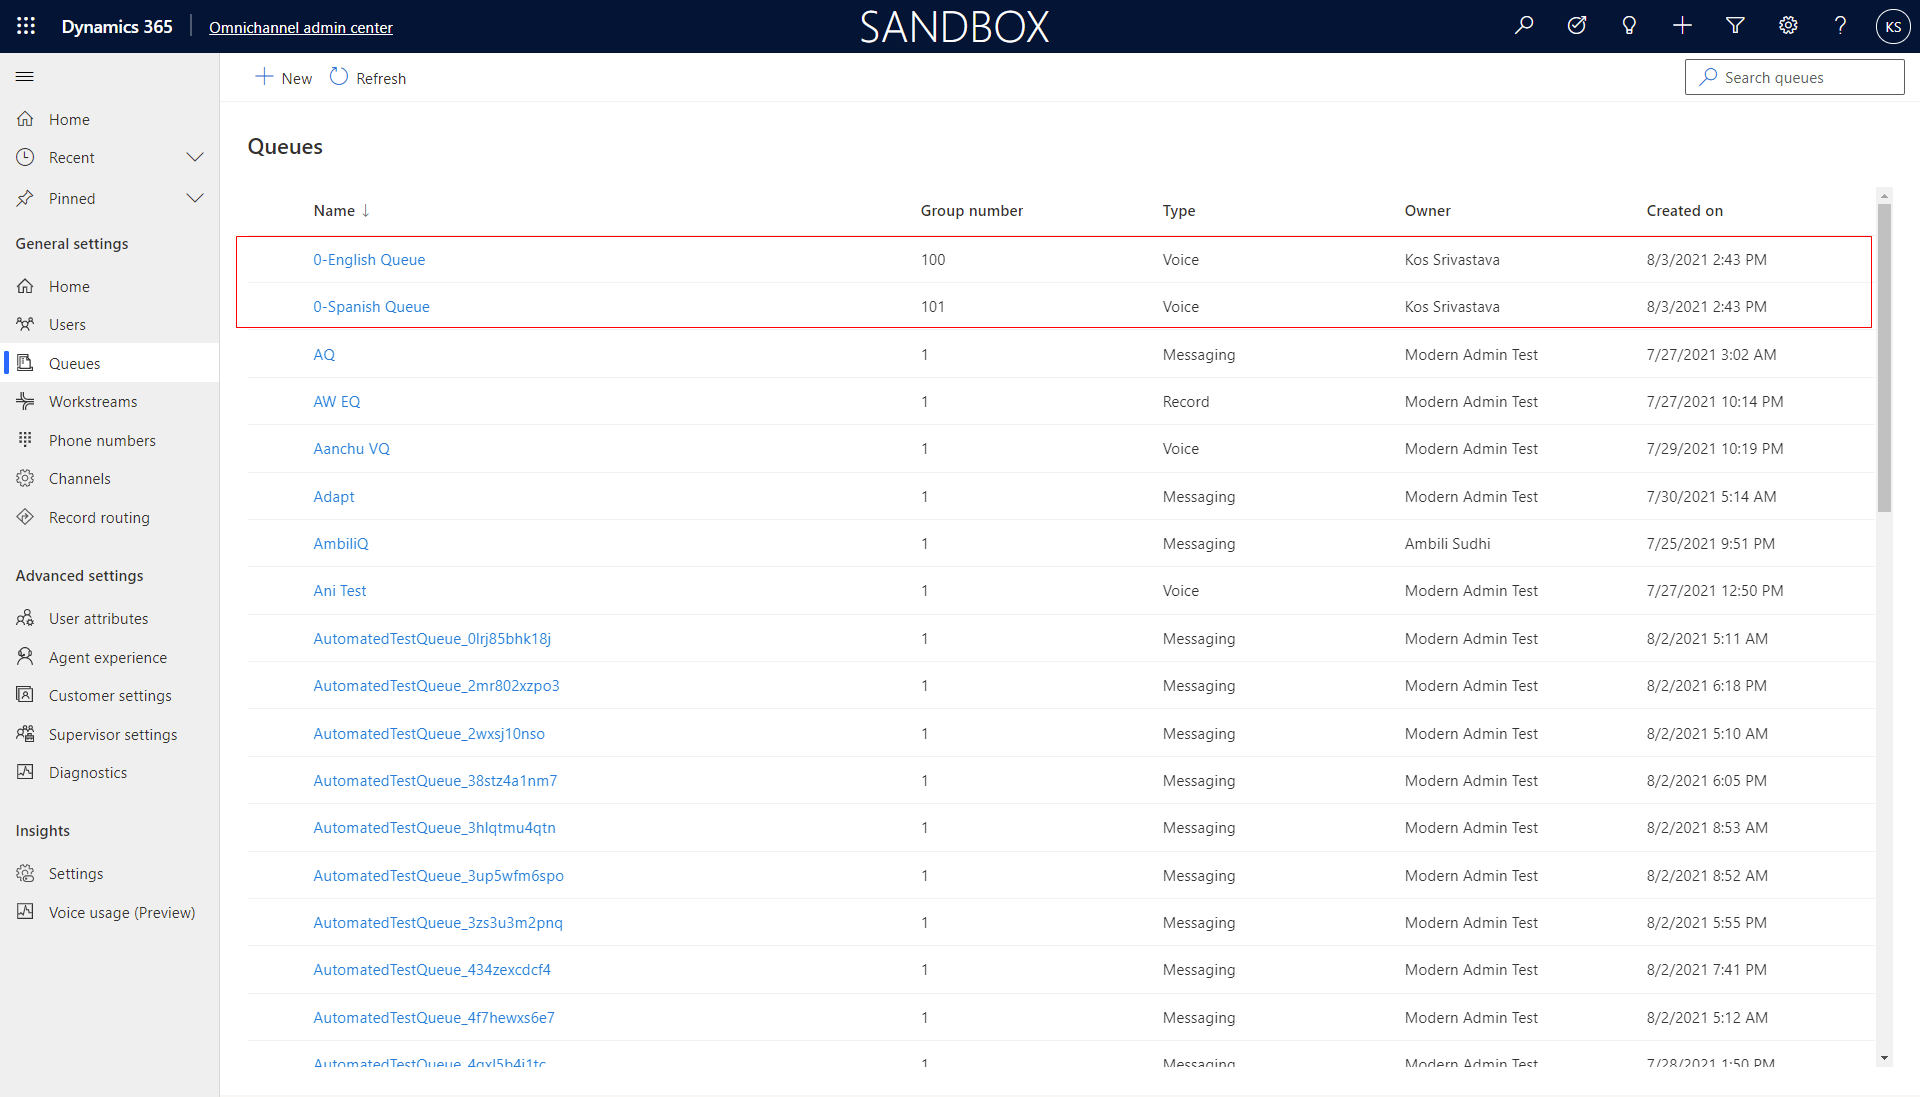 Dynamics 365 Omnichannel admin center SANDBOX KS
New Refresh Search queues
Home
Recent
Pinned
General settings
Home
Users
Queues
Workstreams
Phone numbers
Channels
Record routing
Advanced settings
User attributes
Agent experience
Customer settings
Supervisor settings
Diagnostics
Insights
Settings
Voice usage (Preview)
Queues
Name ↓ Group number Type Owner Created on
0-English Queue 100 Voice Kos Srivastava 8/3/2021 2:43 PM
0-Spanish Queue 101 Voice Kos Srivastava 8/3/2021 2:43 PM
AQ 1 Messaging Modern Admin Test 7/27/2021 3:02 AM
AW EQ 1 Record Modern Admin Test 7/27/2021 10:14 PM
Aanchu VQ 1 Voice Modern Admin Test 7/29/2021 10:19 PM
Adapt 1 Messaging Modern Admin Test 7/30/2021 5:14 AM
AmbiliQ 1 Messaging Ambili Sudhi 7/25/2021 9:51 PM
Ani Test 1 Voice Modern Admin Test 7/27/2021 12:50 PM
AutomatedTestQueue_0lrj85bhk18j 1 Messaging Modern Admin Test 8/2/2021 5:11 AM
AutomatedTestQueue_2mr802xzpo3 1 Messaging Modern Admin Test 8/2/2021 6:18 PM
AutomatedTestQueue_2wxsj10nso 1 Messaging Modern Admin Test 8/2/2021 5:10 AM
AutomatedTestQueue_38stz4a1nm7 1 Messaging Modern Admin Test 8/2/2021 6:05 PM
AutomatedTestQueue_3hlqtmu4qtn 1 Messaging Modern Admin Test 8/2/2021 8:53 AM
AutomatedTestQueue_3up5wfm6spo 1 Messaging Modern Admin Test 8/2/2021 8:52 AM
AutomatedTestQueue_3zs3u3m2pnq 1 Messaging Modern Admin Test 8/2/2021 5:55 PM
AutomatedTestQueue_434zexcdcf4 1 Messaging Modern Admin Test 8/2/2021 7:41 PM
AutomatedTestQueue_4f7hewxs6e7 1 Messaging Modern Admin Test 8/2/2021 5:12 AM
1 Messaging Modern Admin Test 7/28/2021 1:50 PM